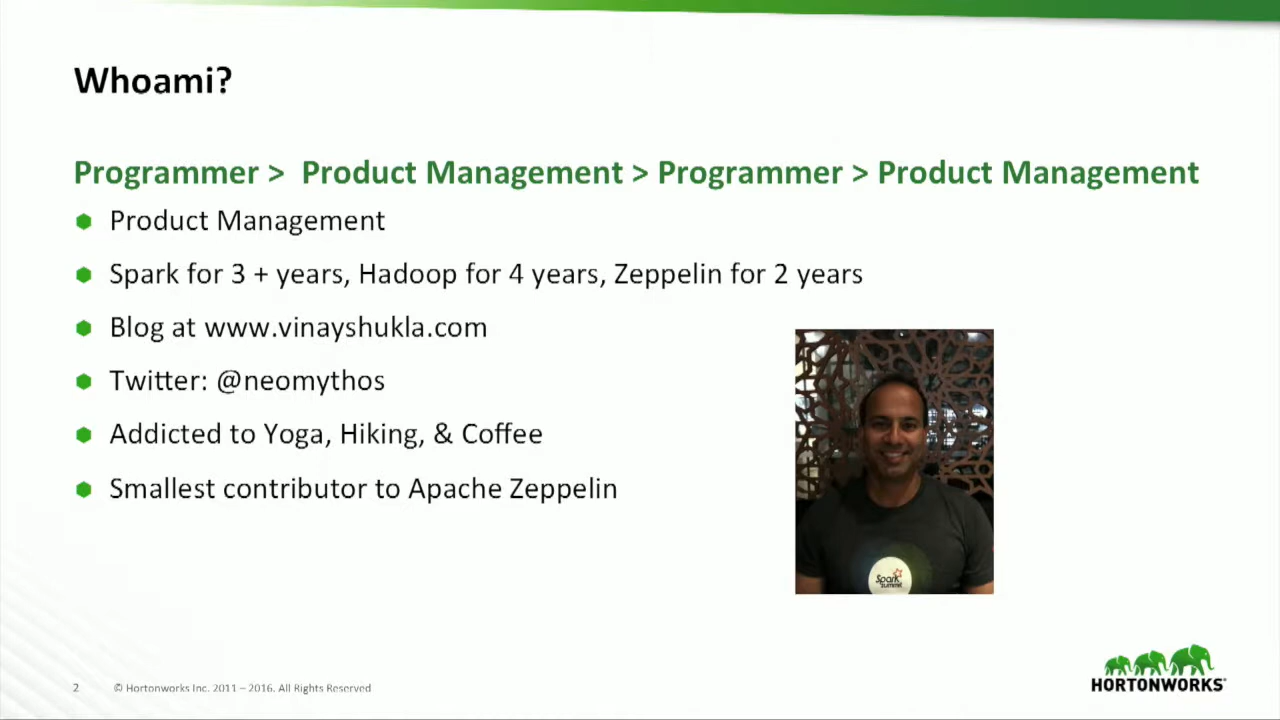 Whoami?
Programmer > Product Management > Programmer > Product Management
Product Management
Spark for 3 + years, Hadoop for 4 years, Zeppelin for 2 years
Blog at www.vinayshukla.com
Twitter: @neomythos
Addicted to Yoga, Hiking, & Coffee
Smallest contributor to Apache Zeppelin
Spark
Summit
2 © Hortonworks Inc. 2011 – 2016. All Rights Reserved
HORTONWORKS